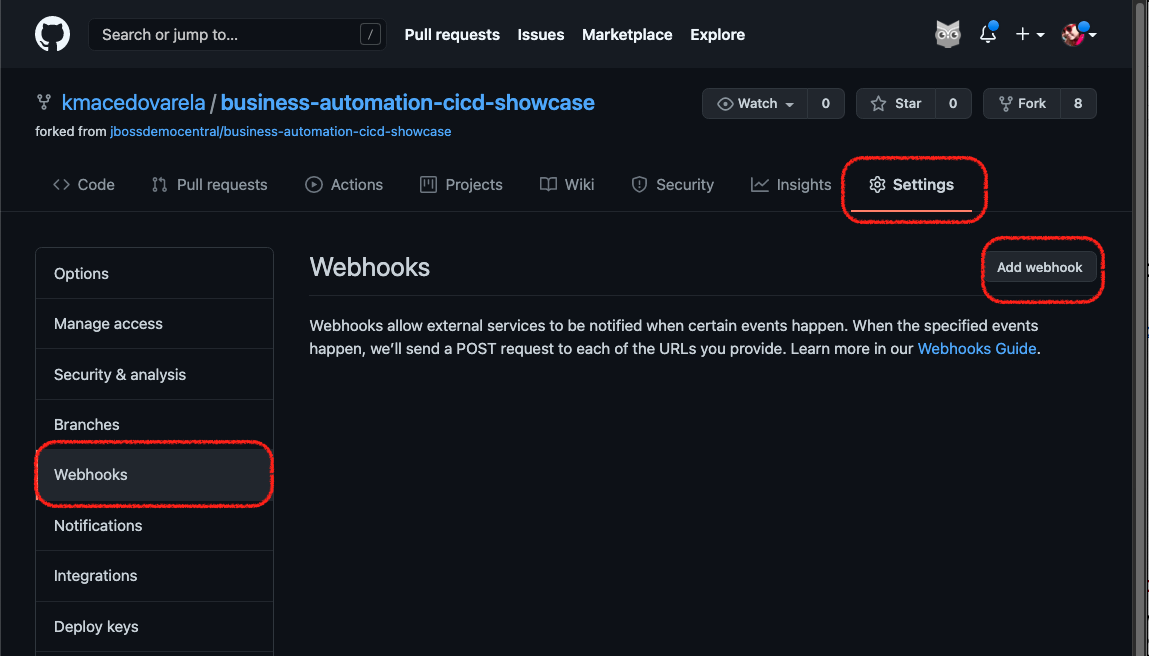 Search or jump to... / Pull requests Issues Marketplace Explore
kmacedovarela / business-automation-cicd-showcase Watch 0 Star 0 Fork 8
forked from jbossdemocentral/business-automation-cicd-showcase
<> Code Pull requests Actions Projects Wiki Security Insights Settings
Options
Manage access
Security & analysis
Branches
Webhooks
Notifications
Integrations
Deploy keys
Webhooks Add webhook
Webhooks allow external services to be notified when certain events happen. When the specified events
happen, we’ll send a POST request to each of the URLs you provide. Learn more in our Webhooks Guide.